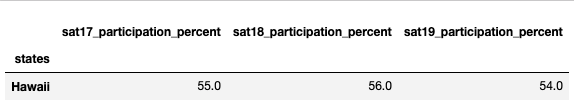 sat17_participation_percent sat18_participation_percent sat19_participation_percent
states
Hawaii 55.0 56.0 54.0